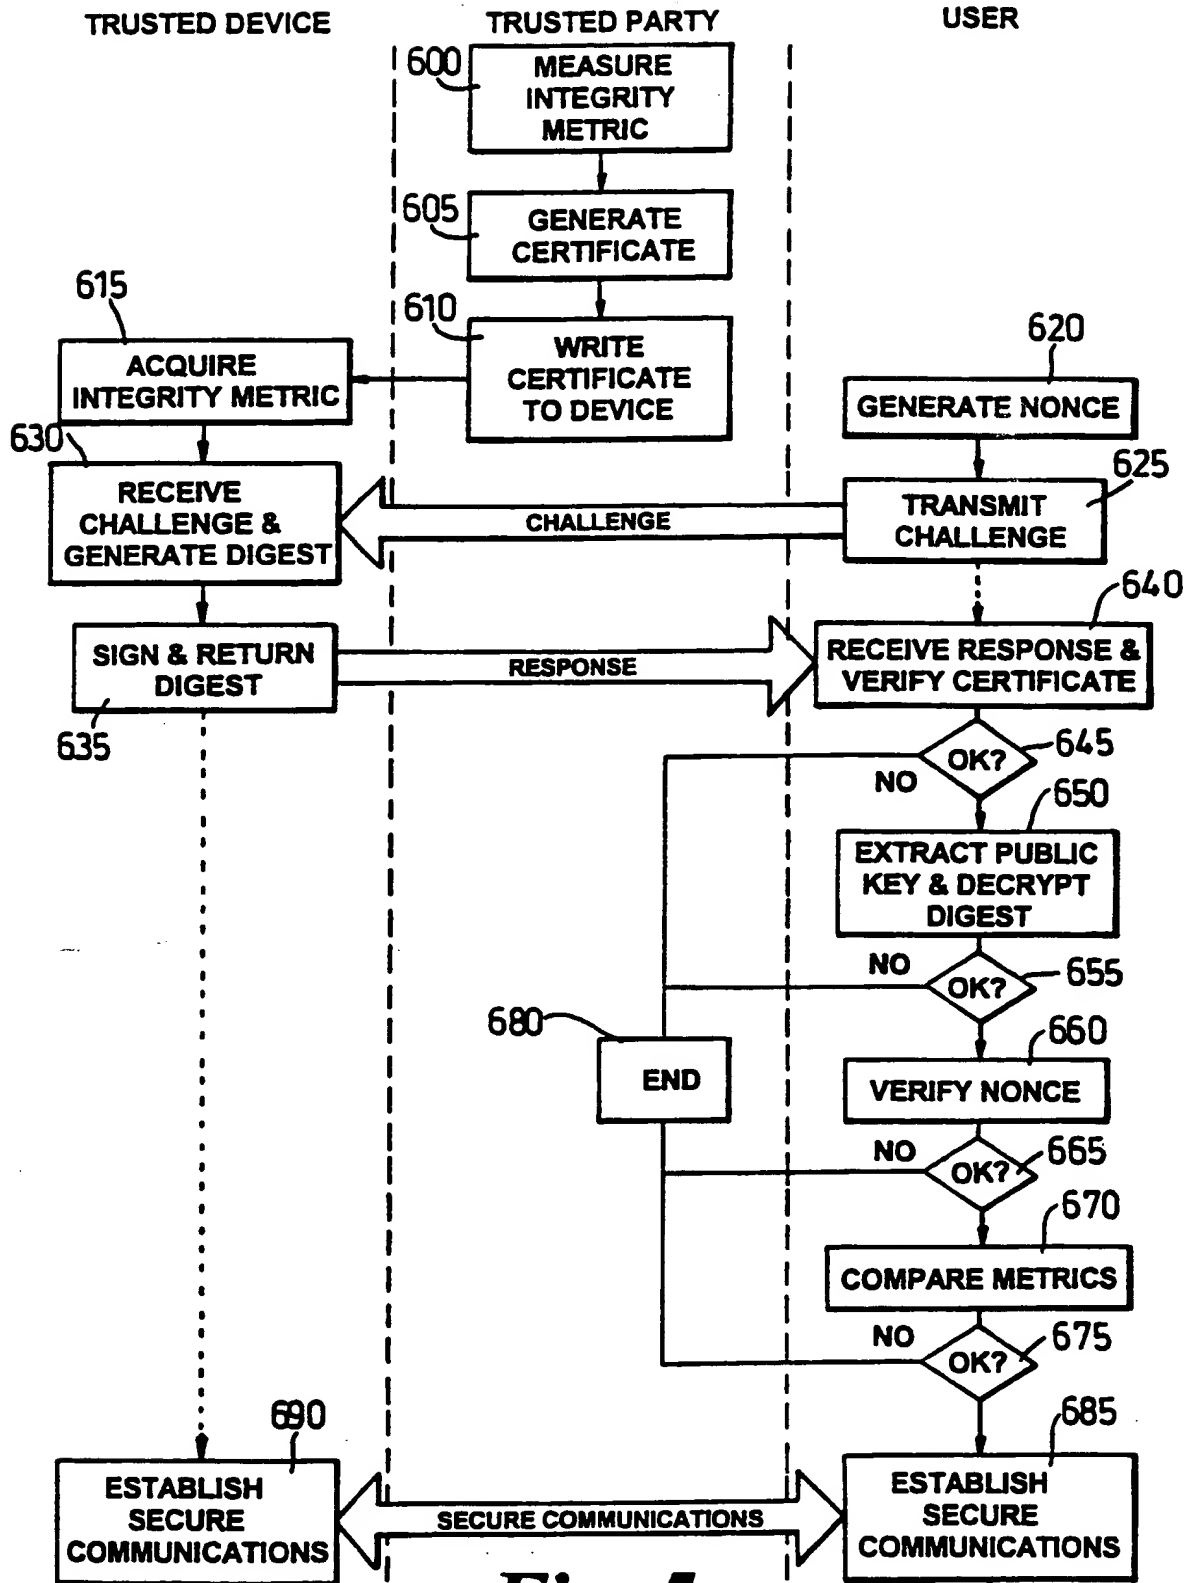 TRUSTED DEVICE
TRUSTED PARTY
USER
600
MEASURE
INTEGRITY
METRIC
605
GENERATE
CERTIFICATE
610
WRITE
CERTIFICATE
TO DEVICE
615
ACQUIRE
INTEGRITY METRIC
620
GENERATE NONCE
625
TRANSMIT
CHALLENGE
CHALLENGE
630
RECEIVE
CHALLENGE &
GENERATE DIGEST
SIGN & RETURN
DIGEST
635
RESPONSE
640
RECEIVE RESPONSE &
VERIFY CERTIFICATE
OK?
645
NO
650
EXTRACT PUBLIC
KEY & DECRYPT
DIGEST
NO
OK?
655
680
END
660
VERIFY NONCE
NO
OK?
665
670
COMPARE METRICS
NO
OK?
675
690
ESTABLISH
SECURE
COMMUNICATIONS
SECURE COMMUNICATIONS
685
ESTABLISH
SECURE
COMMUNICATIONS